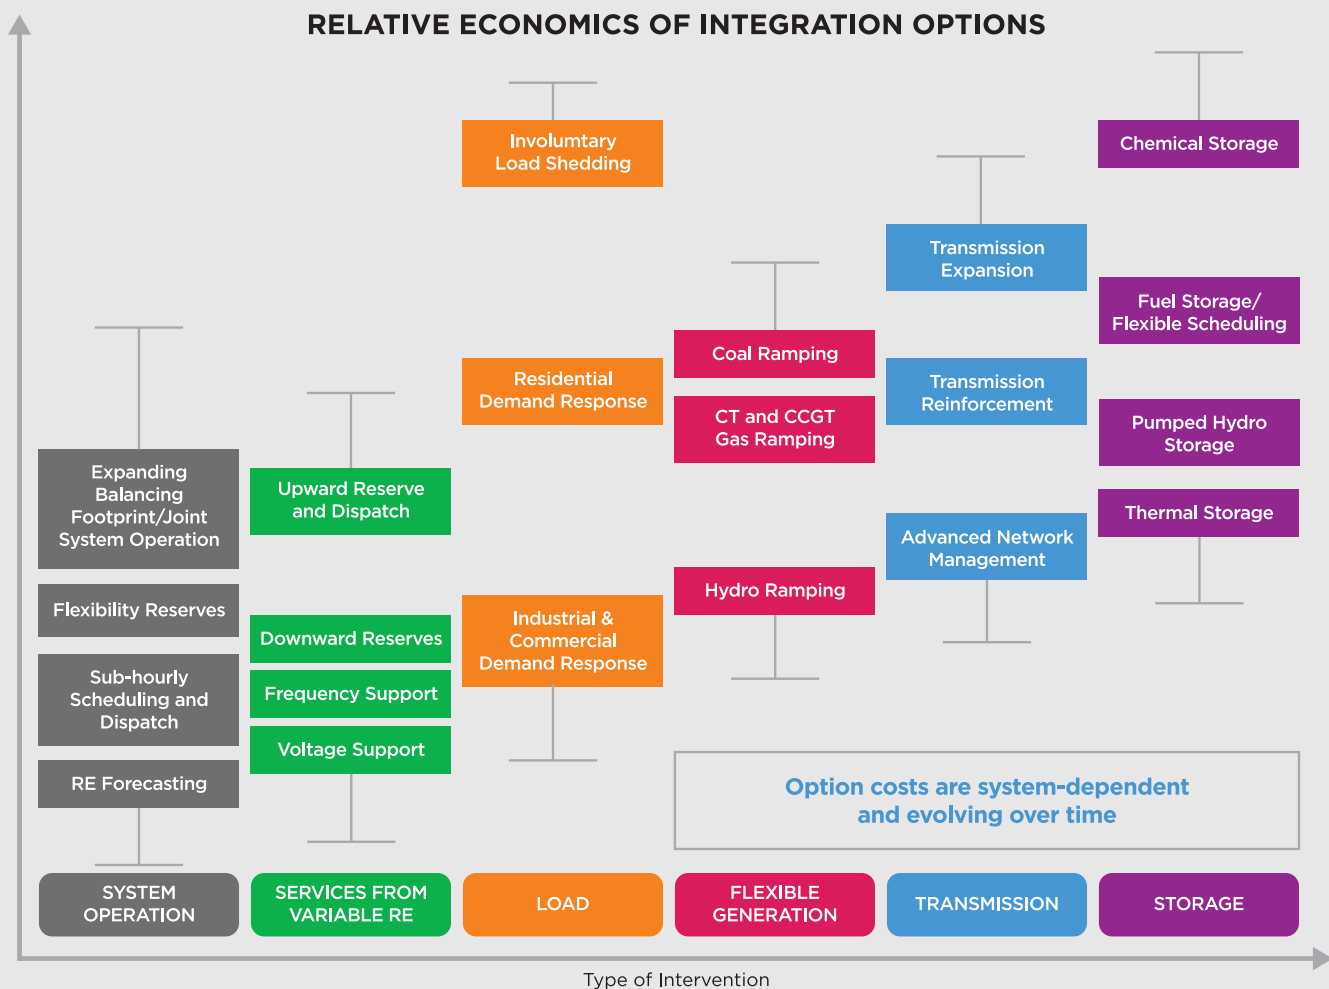 RELATIVE ECONOMICS OF INTEGRATION OPTIONS
Expanding
Balancing
Footprint/Joint
System Operation
Flexibility Reserves
Sub-hourly
Scheduling and
Dispatch
RE Forecasting
SYSTEM
OPERATION
Upward Reserve
and Dispatch
Downward Reserves
Frequency Support
Voltage Support
SERVICES FROM
VARIABLE RE
Involumtary
Load Shedding
Residential
Demand Response
Industrial &
Commercial
Demand Response
LOAD
Coal Ramping
CT and CCGT
Gas Ramping
Hydro Ramping
FLEXIBLE
GENERATION
Transmission
Expansion
Transmission
Reinforcement
Advanced Network
Management
TRANSMISSION
Chemical Storage
Fuel Storage/
Flexible Scheduling
Pumped Hydro
Storage
Thermal Storage
STORAGE
Option costs are system-dependent
and evolving over time
Type of Intervention